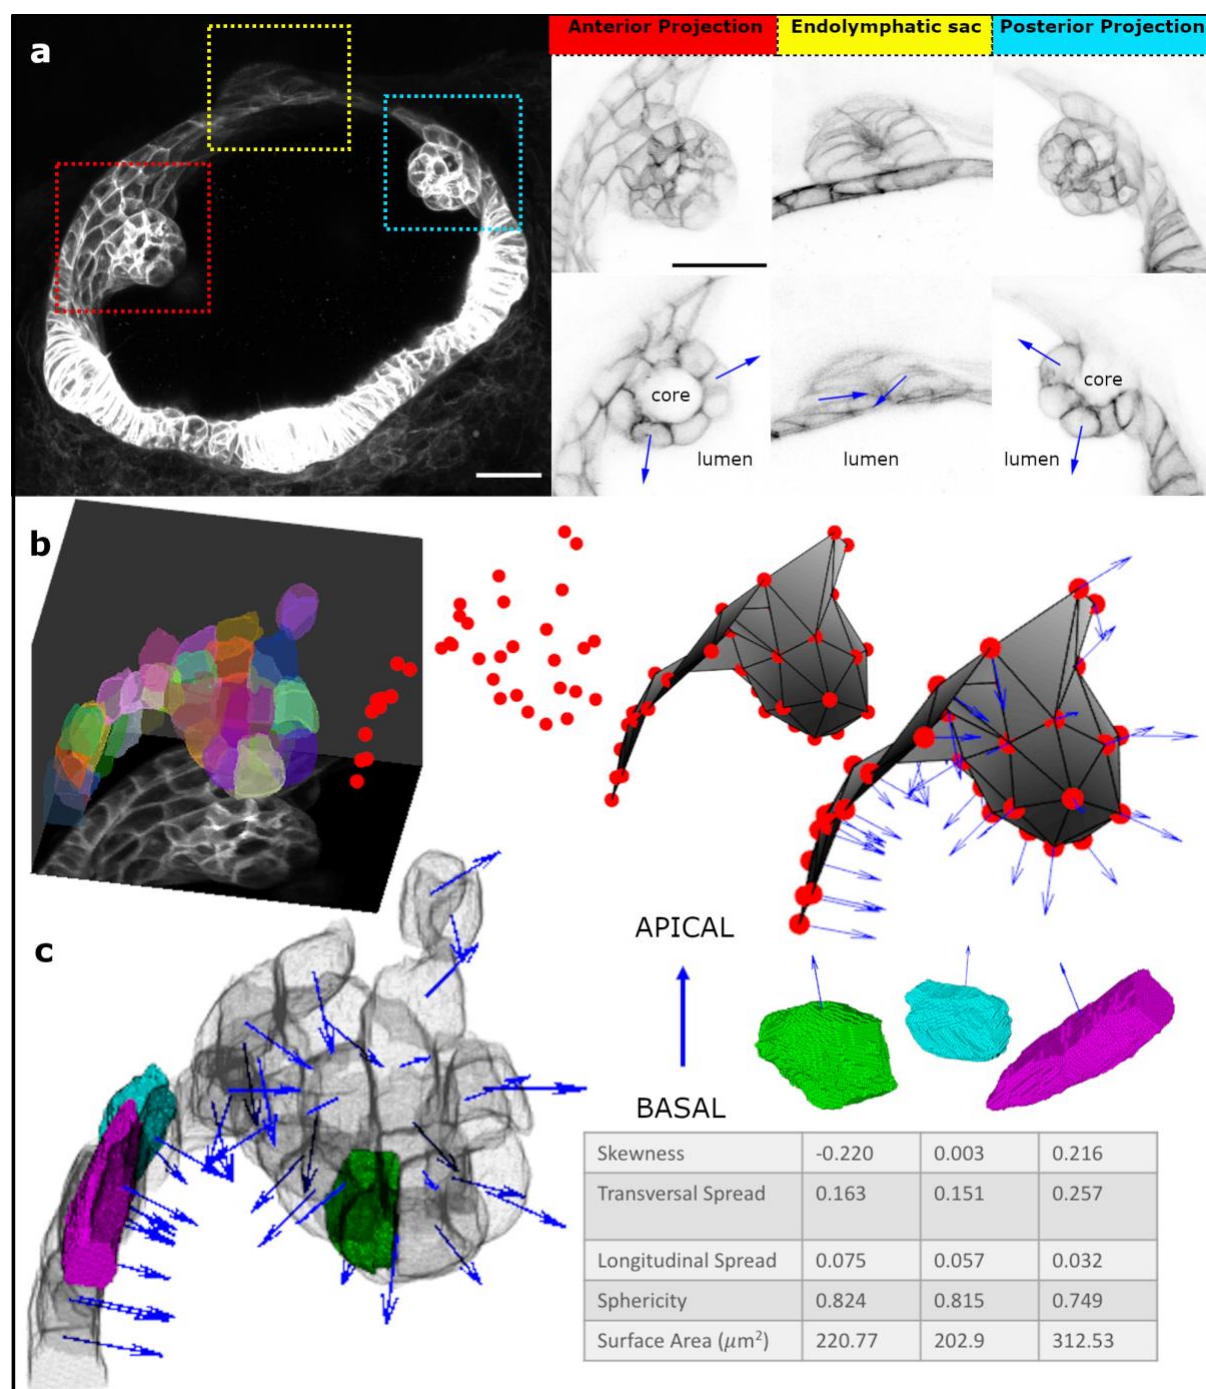 a
Anterior Projection
Endolymphatic sac
Posterior Projection
core
lumen
lumen
core
lumen
b
c
APICAL
BASAL
Skewness -0.220 0.003 0.216
Transversal Spread 0.163 0.151 0.257
Longitudinal Spread 0.075 0.057 0.032
Sphericity 0.824 0.815 0.749
Surface Area (μm²) 220.77 202.9 312.53